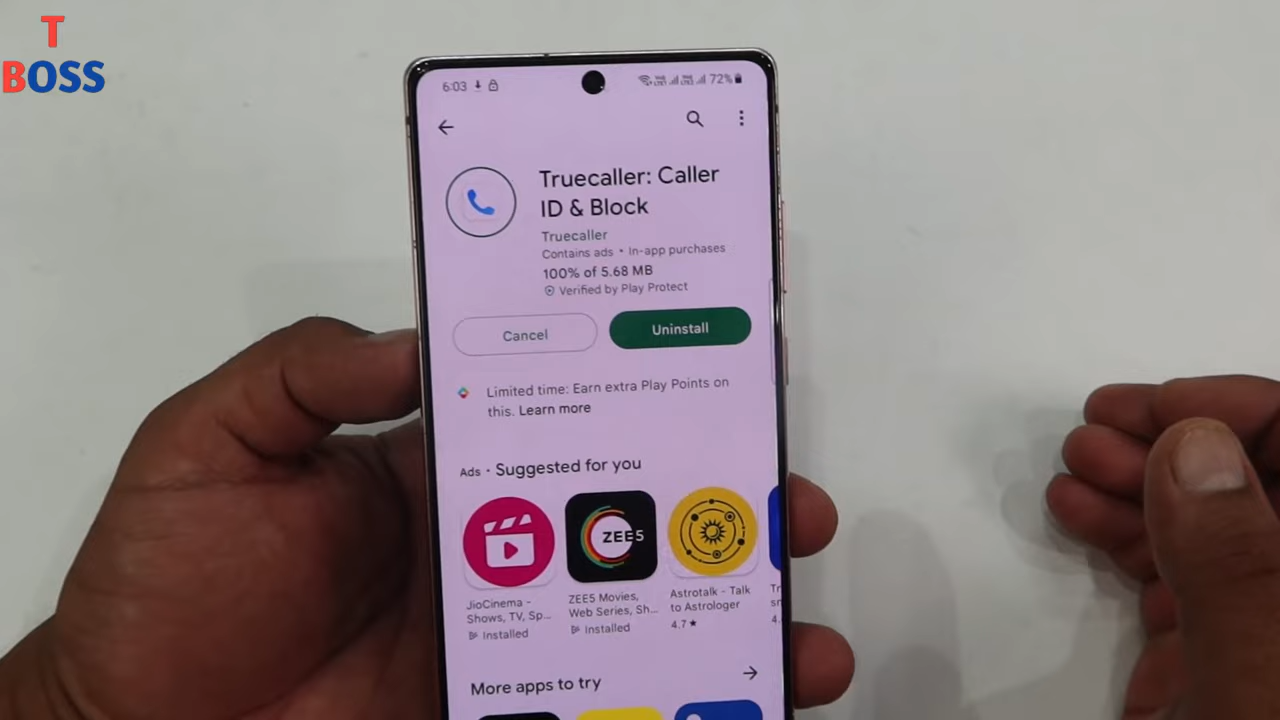 T
BOSS
6:03 72%
Truecaller: Caller
ID & Block
Truecaller
Contains ads • In-app purchases
100% of 5.68 MB
Verified by Play Protect
Cancel Uninstall
Limited time: Earn extra Play Points on
this. Learn more
Ads • Suggested for you
ZEE5
JioCinema - ZEE5 Movies, Astrotalk - Talk
Shows, TV, Sp... Web Series, Sh... to Astrologer
Installed Installed 4.7★ 4.
More apps to try